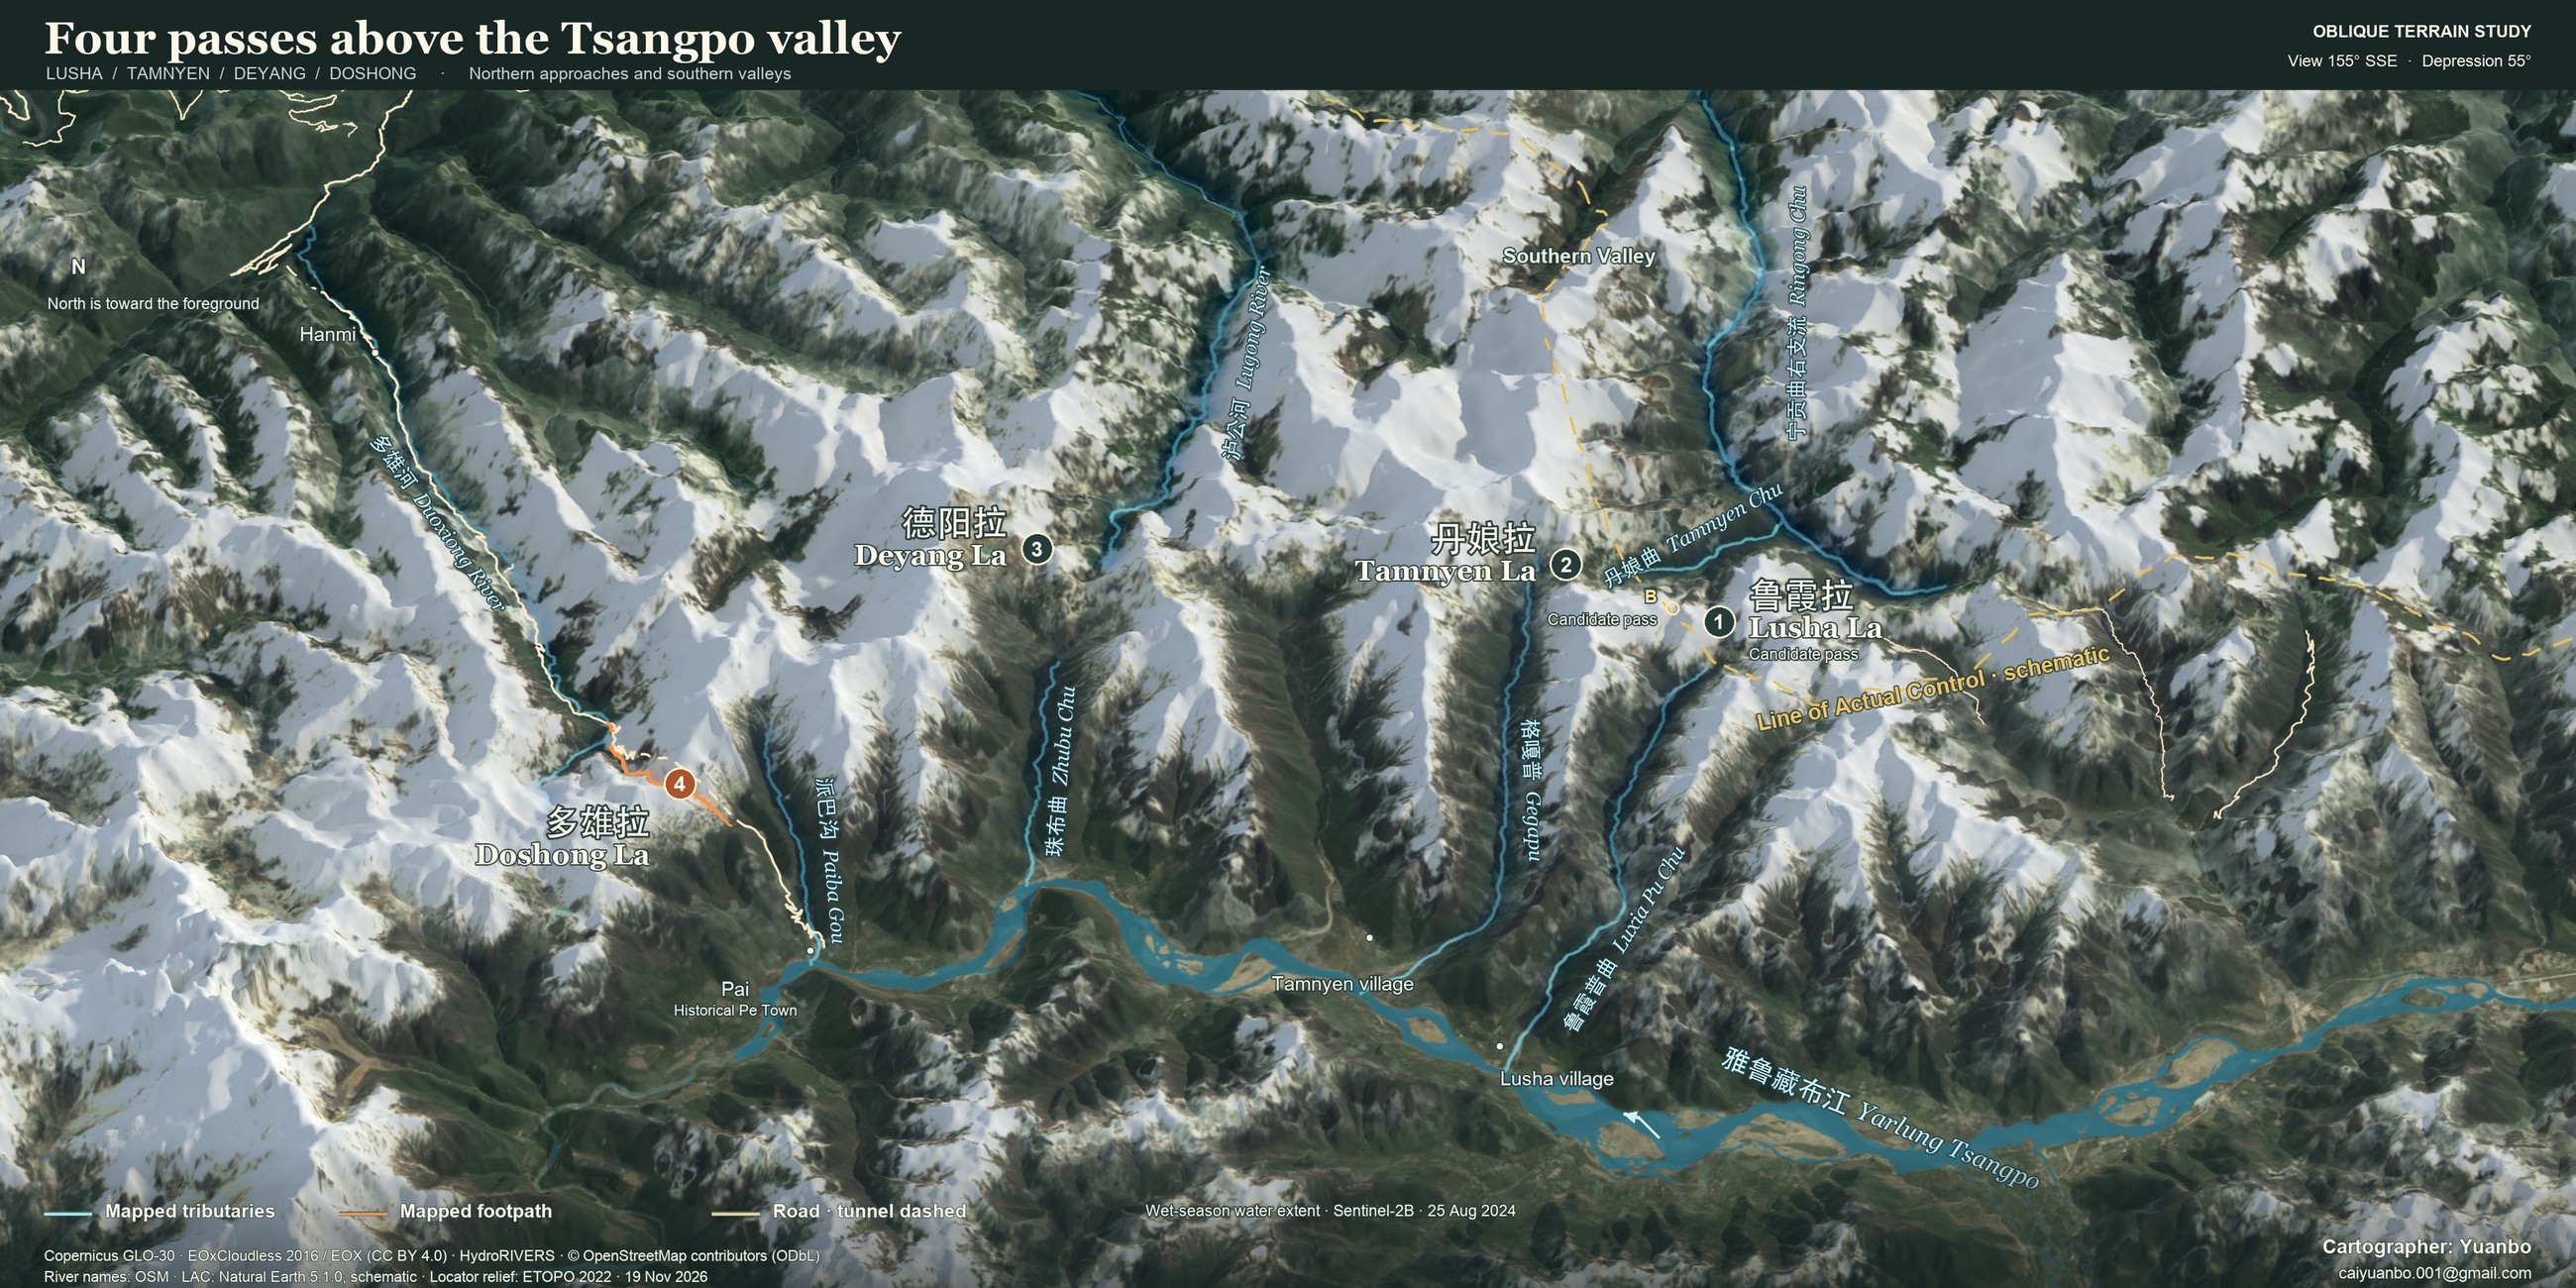 Four passes above the Tsangpo valley
LUSHA / TAMNYEN / DEYANG / DOSHONG · Northern approaches and southern valleys
OBLIQUE TERRAIN STUDY
View 155° SSE · Depression 55°
N
North is toward the foreground
Hanmi
多雄河 Duoxiong River
泸公河 Lugong River
Southern Valley
宁贡曲右支流 Ringong Chu
德阳拉
Deyang La
3
丹娘拉
Tamnyen La
2
丹娘曲 Tamnyen Chu
B
Candidate pass
1
鲁霞拉
Lusha La
Candidate pass
Line of Actual Control · schematic
4
多雄拉
Doshong La
派巴沟 Paiba Gou
珠布曲 Zhubu Chu
格嘎普 Gegapu
鲁霞普曲 Luxia Pu Chu
Pai
Historical Pe Town
Tamnyen village
Lusha village
雅鲁藏布江 Yarlung Tsangpo
Mapped tributaries
Mapped footpath
Road · tunnel dashed
Wet-season water extent · Sentinel-2B · 25 Aug 2024
Copernicus GLO-30 · EOxCloudless 2016 / EOX (CC BY 4.0) · HydroRIVERS · © OpenStreetMap contributors (ODbL)
River names: OSM · LAC: Natural Earth 5.1.0, schematic · Locator relief: ETOPO 2022 · 19 Nov 2026
Cartographer: Yuanbo
caiyuanbo.001@gmail.com